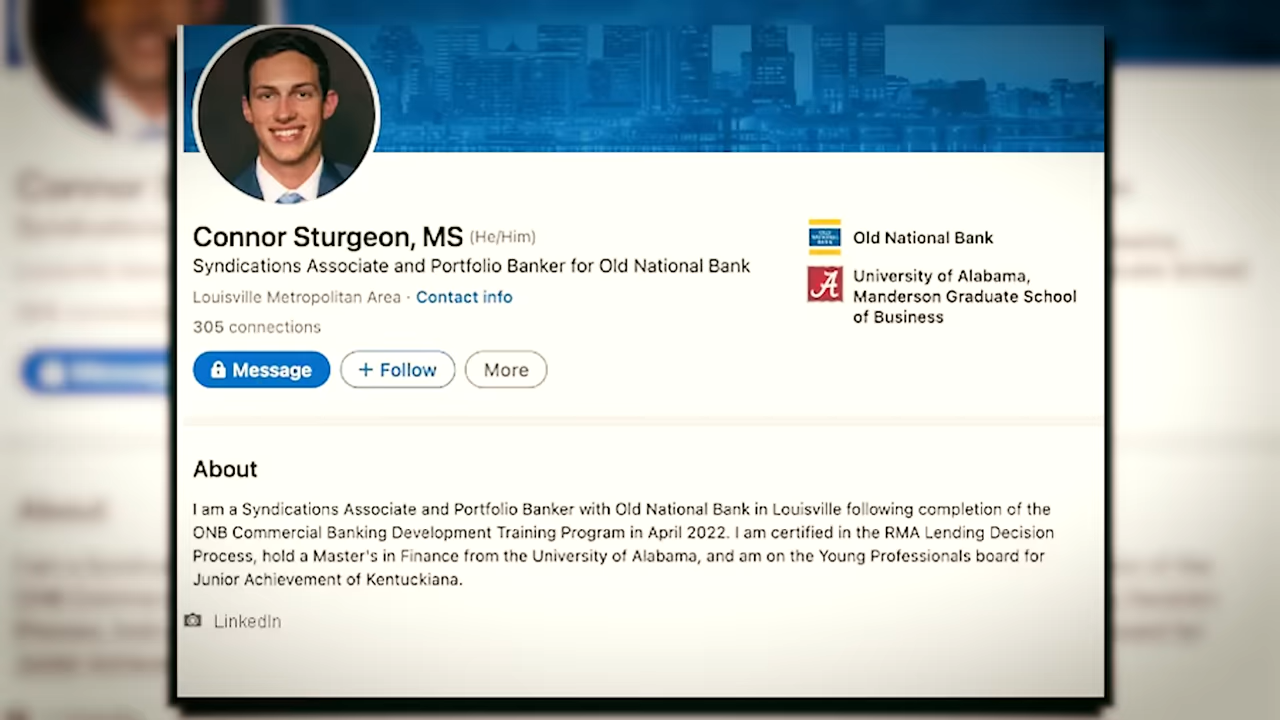 Connor Sturgeon, MS (He/Him)
Syndications Associate and Portfolio Banker for Old National Bank
Louisville Metropolitan Area · Contact info
305 connections
Message
+ Follow
More
OLD NATIONAL BANK
Old National Bank
A
University of Alabama,
Manderson Graduate School
of Business
About
I am a Syndications Associate and Portfolio Banker with Old National Bank in Louisville following completion of the
ONB Commercial Banking Development Training Program in April 2022. I am certified in the RMA Lending Decision
Process, hold a Master's in Finance from the University of Alabama, and am on the Young Professionals board for
Junior Achievement of Kentuckiana.
LinkedIn